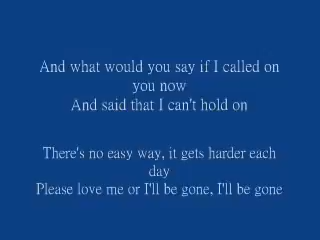 And what would you say if I called on
you now
And said that I can't hold on
There's no easy way, it gets harder each
day
Please love me or I'll be gone, I'll be gone